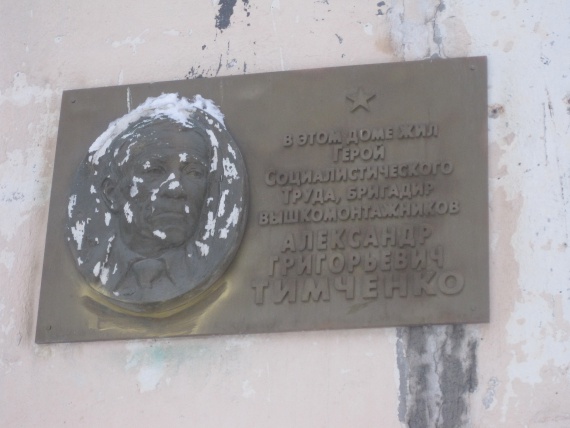 В ЭТОМ ДОМЕ ЖИЛ
ГЕРОЙ
СОЦИАЛИСТИЧЕСКОГО
ТРУДА, БРИГАДИР
ВЫШКОМОНТАЖНИКОВ
АЛЕКСАНДР
ГРИГОРЬЕВИЧ
ТИМЧЕНКО